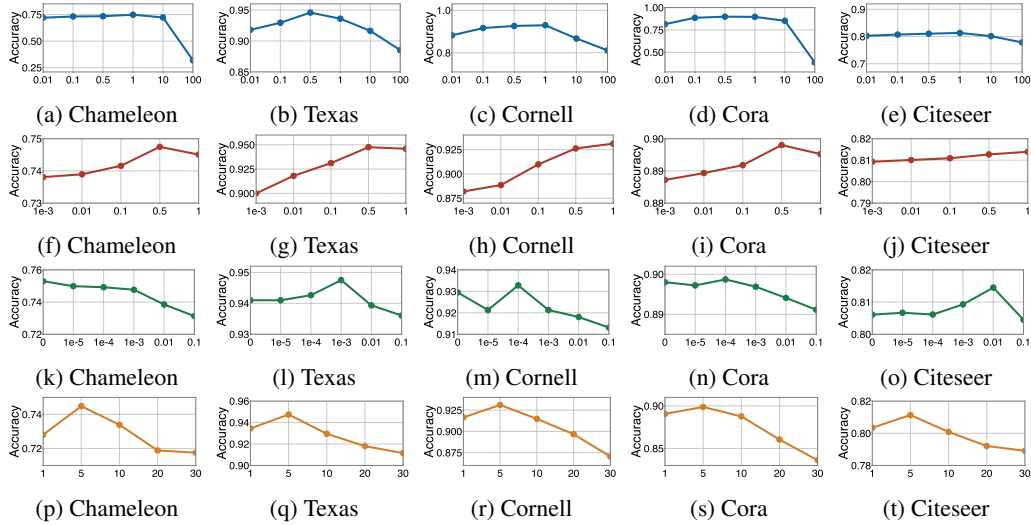 Accuracy 0.75 0.50 0.25 0.01 0.1 0.5 1 10 100
(a) Chameleon
Accuracy 0.95 0.90 0.85 0.01 0.1 0.5 1 10 100
(b) Texas
Accuracy 1.0 0.8 0.01 0.1 0.5 1 10 100
(c) Cornell
Accuracy 1.00 0.75 0.50 0.01 0.1 0.5 1 10 100
(d) Cora
Accuracy 0.9 0.8 0.7 0.01 0.1 0.5 1 10 100
(e) Citeseer
Accuracy 0.75 0.74 0.73 1e-3 0.01 0.1 0.5 1
(f) Chameleon
Accuracy 0.950 0.925 0.900 1e-3 0.01 0.1 0.5 1
(g) Texas
Accuracy 0.925 0.900 0.875 1e-3 0.01 0.1 0.5 1
(h) Cornell
Accuracy 0.90 0.89 0.88 1e-3 0.01 0.1 0.5 1
(i) Cora
Accuracy 0.82 0.81 0.80 0.79 1e-3 0.01 0.1 0.5 1
(j) Citeseer
Accuracy 0.76 0.74 0.72 0 1e-5 1e-4 1e-3 0.01 0.1
(k) Chameleon
Accuracy 0.95 0.94 0.93 0 1e-5 1e-4 1e-3 0.01 0.1
(l) Texas
Accuracy 0.94 0.93 0.92 0.91 0 1e-5 1e-4 1e-3 0.01 0.1
(m) Cornell
Accuracy 0.90 0.89 0 1e-5 1e-4 1e-3 0.01 0.1
(n) Cora
Accuracy 0.82 0.81 0.80 0 1e-5 1e-4 1e-3 0.01 0.1
(o) Citeseer
Accuracy 0.74 0.72 1 5 10 20 30
(p) Chameleon
Accuracy 0.96 0.94 0.92 0.90 1 5 10 20 30
(q) Texas
Accuracy 0.925 0.900 0.875 1 5 10 20 30
(r) Cornell
Accuracy 0.90 0.85 1 5 10 20 30
(s) Cora
Accuracy 0.82 0.80 0.78 1 5 10 20 30
(t) Citeseer